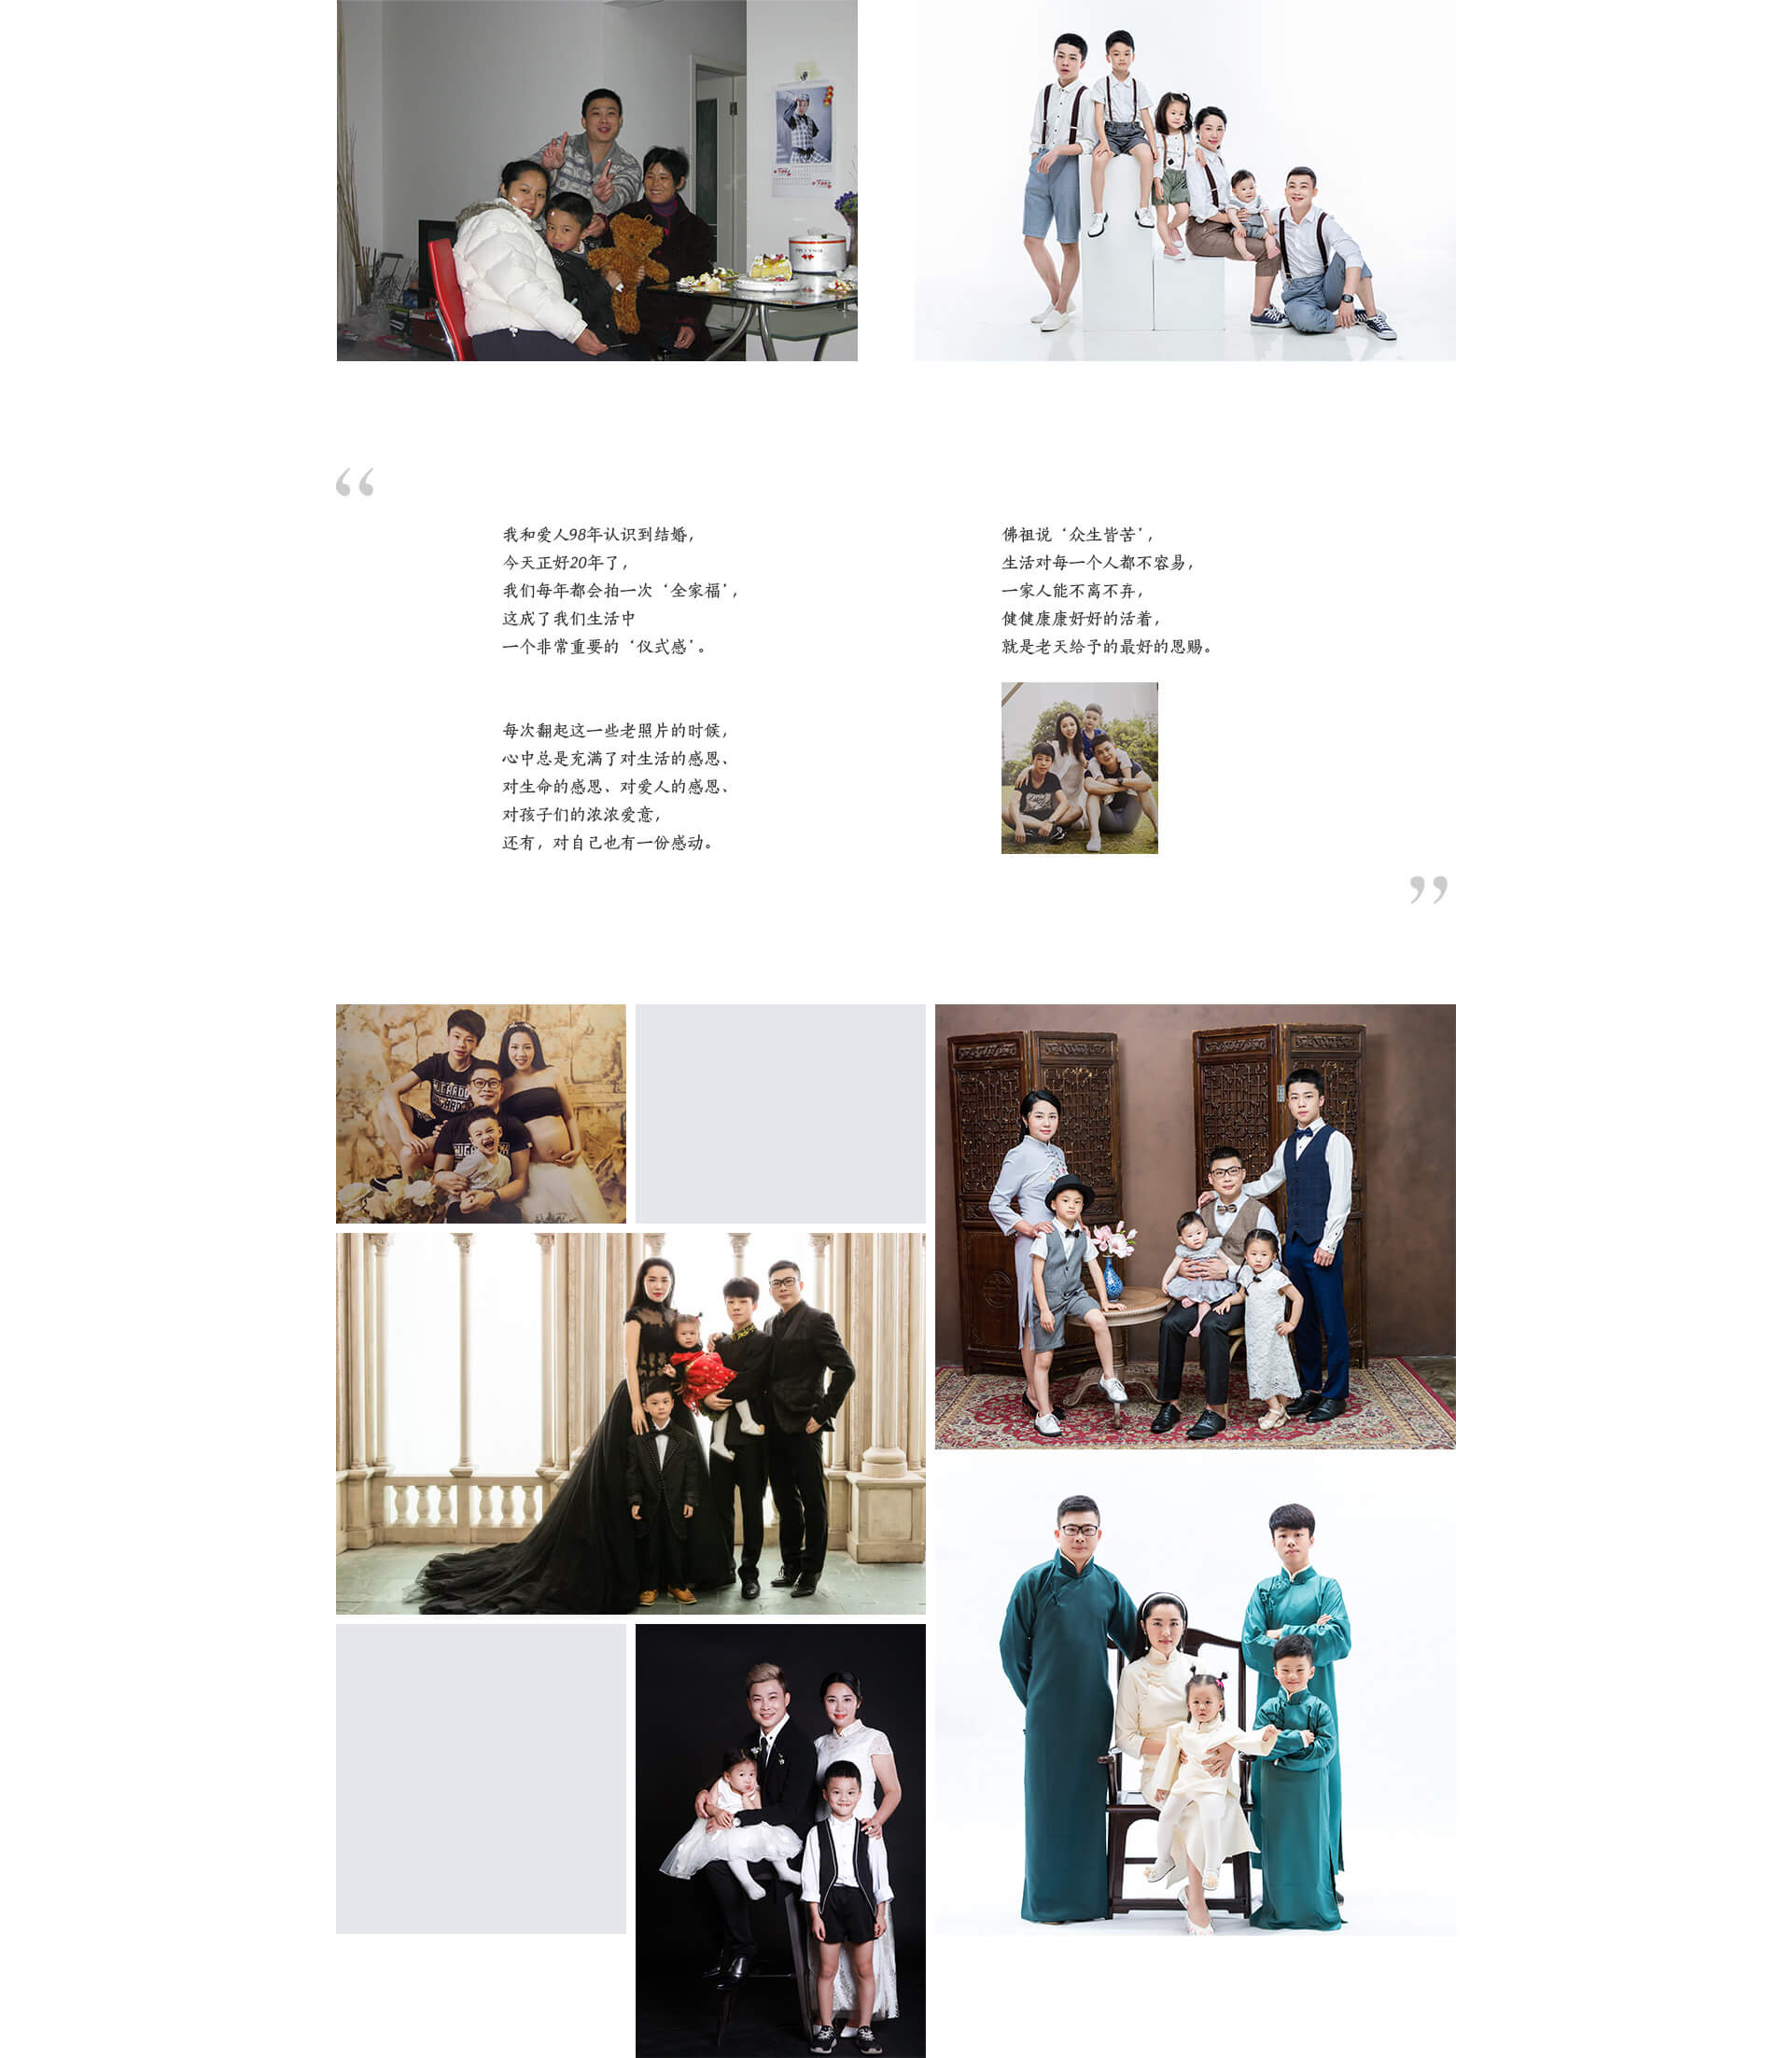 “
我和爱人98年认识到结婚，
今天正好20年了，
我们每年都会拍一次‘全家福’，
这成了我们生活中
一个非常重要的‘仪式感’。
每次翻起这一些老照片的时候，
心中总是充满了对生活的感恩、
对生命的感恩、对爱人的感恩、
对孩子们的浓浓爱意，
还有，对自己也有一份感动。
佛祖说‘众生皆苦’，
生活对每一个人都不容易，
一家人能不离不弃，
健健康康好好的活着，
就是老天给予的最好的恩赐。
”